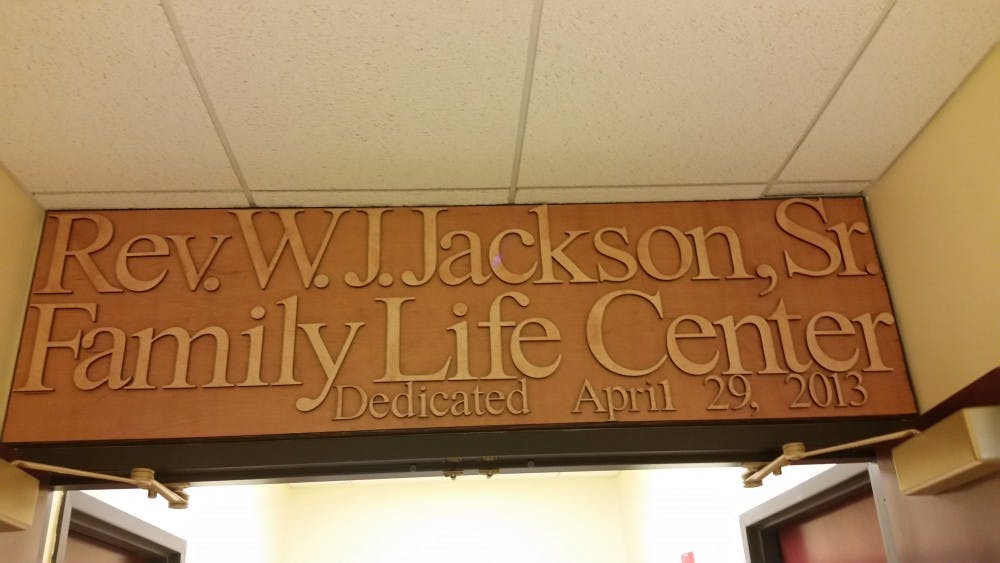 Rev. W. J. Jackson, Sr.
Family Life Center
Dedicated April 29, 2013